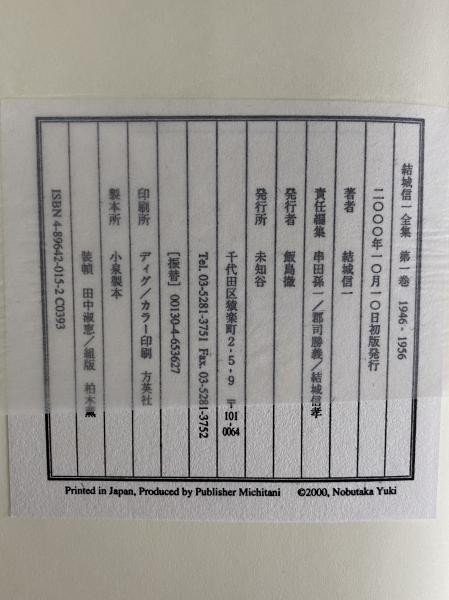 結城信一全集 第一巻 1946-1956
二〇〇〇年一〇月一〇日初版発行
著者 結城信一
責任編集 串田孫一／郡司勝義／結城信孝
発行者 飯島徹
発行所 未知谷
千代田区猿楽町2-5-9 〒101-0064
Tel. 03-5281-3751 Fax. 03-5281-3752
[振替] 00130-4-653627
印刷所 ディグ／カラー印刷 方英社
製本所 小泉製本
装幀 田中淑恵／組版 柏木薫
ISBN 4-89642-015-2 C0393
Printed in Japan, Produced by Publisher Michitani ©2000, Nobutaka Yuki